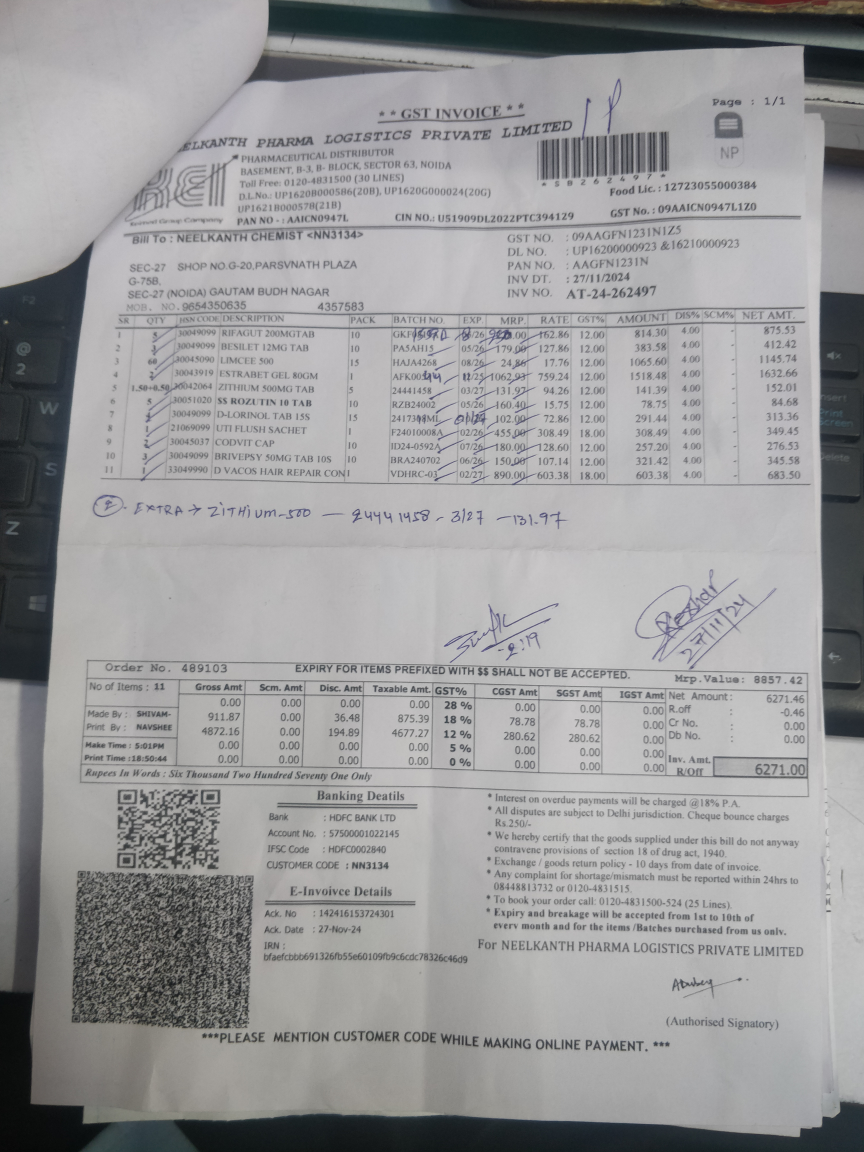 Page : 1/1
* * GST INVOICE * *
ELKANTH PHARMA LOGISTICS PRIVATE LIMITED
PHARMACEUTICAL DISTRIBUTOR
BASEMENT, B-3, B- BLOCK, SECTOR 63, NOIDA
Toll Free: 0120-4831500 (30 LINES)
D.L.No.: UP1620B000586(20B), UP1620G000024(20G)
UP1621B000578(21B)
PAN NO - : AAICN0947L
CIN NO.: U51909DL2022PTC394129
NP
*58262497*
Food Lic. : 12723055000384
GST No. : 09AAICN0947L1Z0
Bill To : NEELKANTH CHEMIST <NN3134>
SEC-27 SHOP NO.G-20,PARSVNATH PLAZA
G-75B,
SEC-27 (NOIDA) GAUTAM BUDH NAGAR
MOB. NO.9654350635 4357583
GST NO. : 09AAGFN1231N1Z5
DL NO. : UP16200000923 &16210000923
PAN NO. : AAGFN1231N
INV DT. : 27/11/2024
INV NO. AT-24-262497
SR QTY HSN CODE DESCRIPTION PACK BATCH NO. EXP. MRP. RATE GST% AMOUNT DIS% SCM% NET AMT.
1 30049099 RIFAGUT 200MGTAB 10 162.86 12.00 814.30 4.00 - 875.53
2 30049099 BESILET 12MG TAB 10 PA5AH15 05/26 179.00 127.86 12.00 383.58 4.00 - 412.42
3 60 30045090 LIMCEE 500 15 HAJA4268 08/26 24.86 17.76 12.00 1065.60 4.00 - 1145.74
4 30043919 ESTRABET GEL 80GM 1 11/25 1062.93 759.24 12.00 1518.48 4.00 - 1632.66
5 1.50+0.50 30042064 ZITHIUM 500MG TAB 5 24441458 03/27 131.97 94.26 12.00 141.39 4.00 - 152.01
6 5 30051020 $$ ROZUTIN 10 TAB 10 RZB24002 05/26 160.40 15.75 12.00 78.75 4.00 - 84.68
7 30049099 D-LORINOL TAB 15S 15 01/27 102.00 72.86 12.00 291.44 4.00 - 313.36
8 1 21069099 UTI FLUSH SACHET 1 F24010008A 02/26 455.00 308.49 18.00 308.49 4.00 - 349.45
9 2 30045037 CODVIT CAP 10 ID24-0592A 07/26 180.00 128.60 12.00 257.20 4.00 - 276.53
10 3 30049099 BRIVEPSY 50MG TAB 10S 10 BRA240702 06/26 150.00 107.14 12.00 321.42 4.00 - 345.58
11 1 33049990 D VACOS HAIR REPAIR CON 1 VDHRC-03 02/27 890.00 603.38 18.00 603.38 4.00 - 683.50
EXTRA → ZITHIUM-500 — 24441458 - 3/27 - 131.97
27/11/24
Order No. 489103 EXPIRY FOR ITEMS PREFIXED WITH $$ SHALL NOT BE ACCEPTED. Mrp.Value: 8857.42
No of Items : 11
Made By : SHIVAM-
Print By : NAVSHEE
Make Time : 5:01PM
Print Time :18:50:44
Gross Amt Scm. Amt Disc. Amt Taxable Amt. GST% CGST Amt SGST Amt IGST Amt
0.00 0.00 0.00 0.00 28 % 0.00 0.00 0.00
911.87 0.00 36.48 875.39 18 % 78.78 78.78 0.00
4872.16 0.00 194.89 4677.27 12 % 280.62 280.62 0.00
0.00 0.00 0.00 0.00 5 % 0.00 0.00 0.00
0.00 0.00 0.00 0.00 0 % 0.00 0.00 0.00
Net Amount : 6271.46
R.off : -0.46
Cr No. : 0.00
Db No. : 0.00
Inv. Amt. R/Off 6271.00
Rupees In Words : Six Thousand Two Hundred Seventy One Only
Banking Deatils
Bank : HDFC BANK LTD
Account No. : 57500001022145
IFSC Code : HDFC0002840
CUSTOMER CODE : NN3134
E-Invoivce Details
Ack. No : 142416153724301
Ack. Date : 27-Nov-24
IRN :
bfaefcbbb691326fb55e60109fb9c6cdc78326c46d9
* Interest on overdue payments will be charged @18% P.A.
* All disputes are subject to Delhi jurisdiction. Cheque bounce charges
Rs.250/-
* We hereby certify that the goods supplied under this bill do not anyway
contravene provisions of section 18 of drug act, 1940.
* Exchange / goods return policy - 10 days from date of invoice.
* Any complaint for shortage/mismatch must be reported within 24hrs to
08448813732 or 0120-4831515.
* To book your order call: 0120-4831500-524 (25 Lines).
* Expiry and breakage will be accepted from 1st to 10th of
every month and for the items /Batches purchased from us only.
For NEELKANTH PHARMA LOGISTICS PRIVATE LIMITED
(Authorised Signatory)
***PLEASE MENTION CUSTOMER CODE WHILE MAKING ONLINE PAYMENT. ***